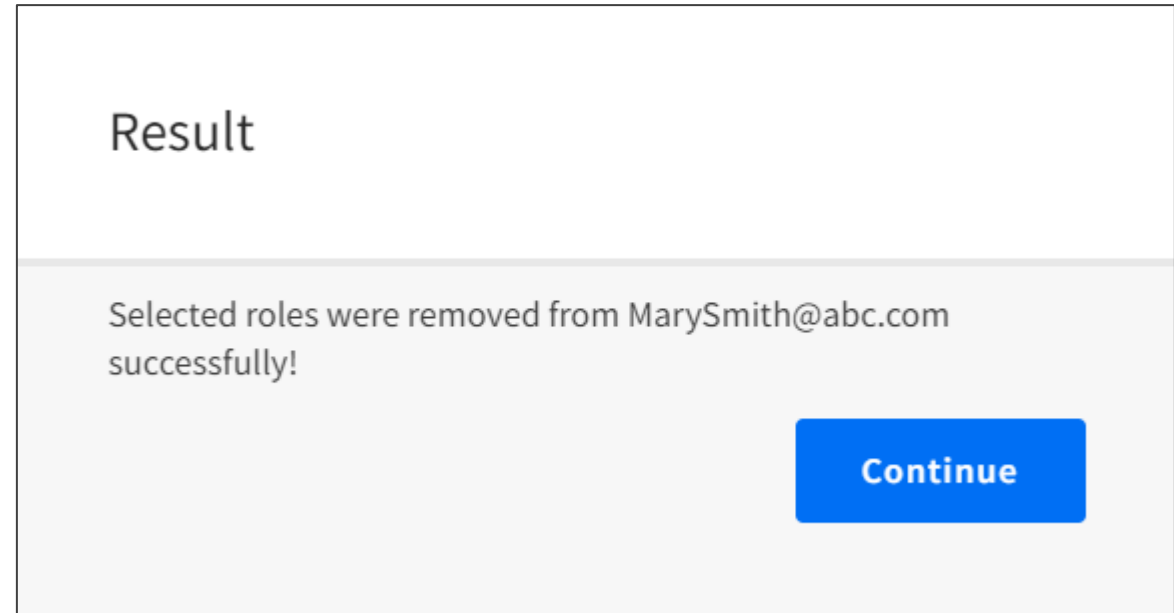 Result
Selected roles were removed from MarySmith@abc.com
successfully!
Continue